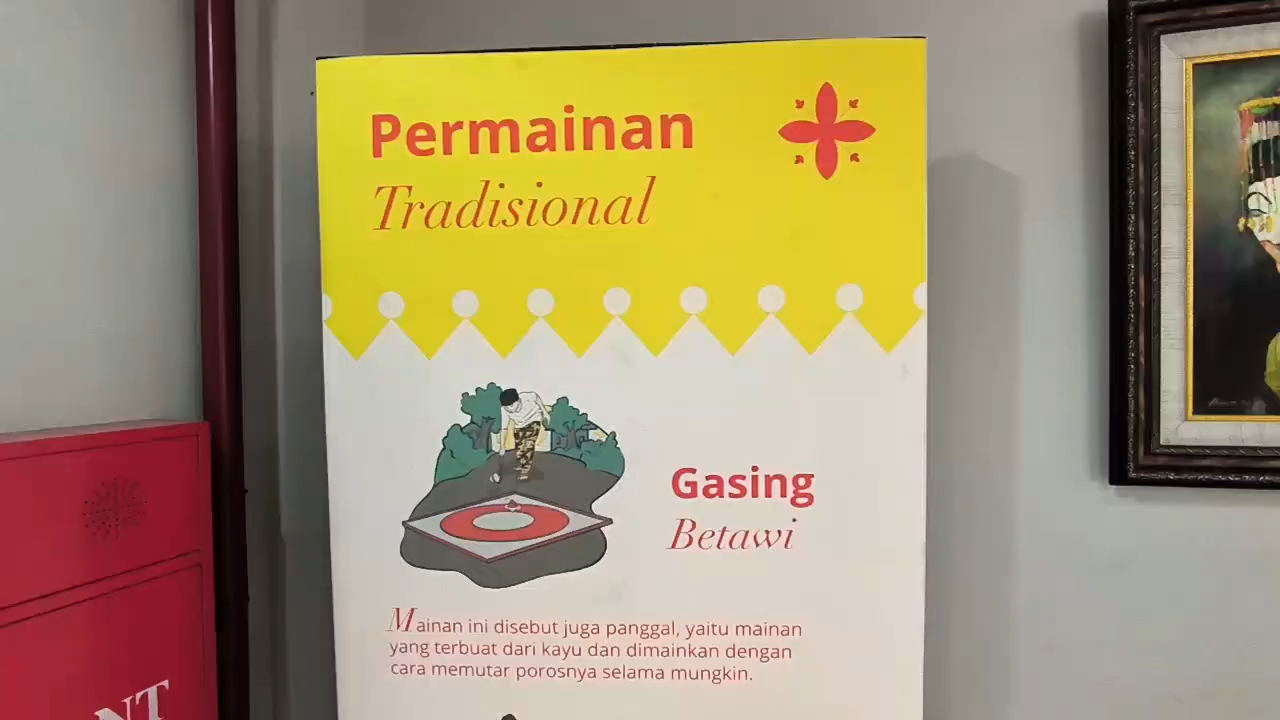 Permainan
Tradisional
Gasing
Betawi
Mainan ini disebut juga panggal, yaitu mainan
yang terbuat dari kayu dan dimainkan dengan
cara memutar porosnya selama mungkin.
NT